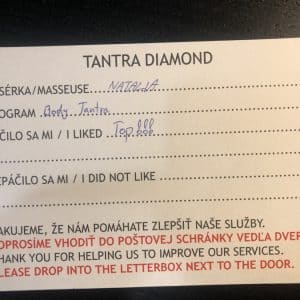 TANTRA DIAMOND
SÉRKA/MASSEUSE NATALIA
OGRAM Body Tantra
ČILO SA MI / I LIKED Top!!!
PÁČILO SA MI / I DID NOT LIKE
AKUJEME, ŽE NÁM POMÁHATE ZLEPŠIŤ NAŠE SLUŽBY.
OPROSÍME VHODIŤ DO POŠTOVEJ SCHRÁNKY VEDĽA DVER
HANK YOU FOR HELPING US TO IMPROVE OUR SERVICES.
LEASE DROP INTO THE LETTERBOX NEXT TO THE DOOR.